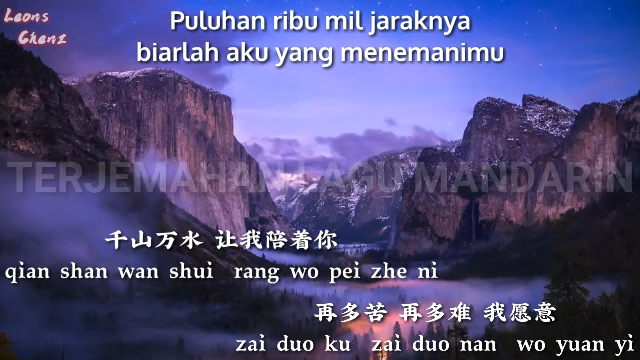 Leons
Chenz
Puluhan ribu mil jaraknya
biarlah aku yang menemanimu
TERJEMAHAN LAGU MANDARIN
千山万水 让我陪着你
qian shan wan shui rang wo pei zhe ni
再多苦 再多难 我愿意
zai duo ku zai duo nan wo yuan yi